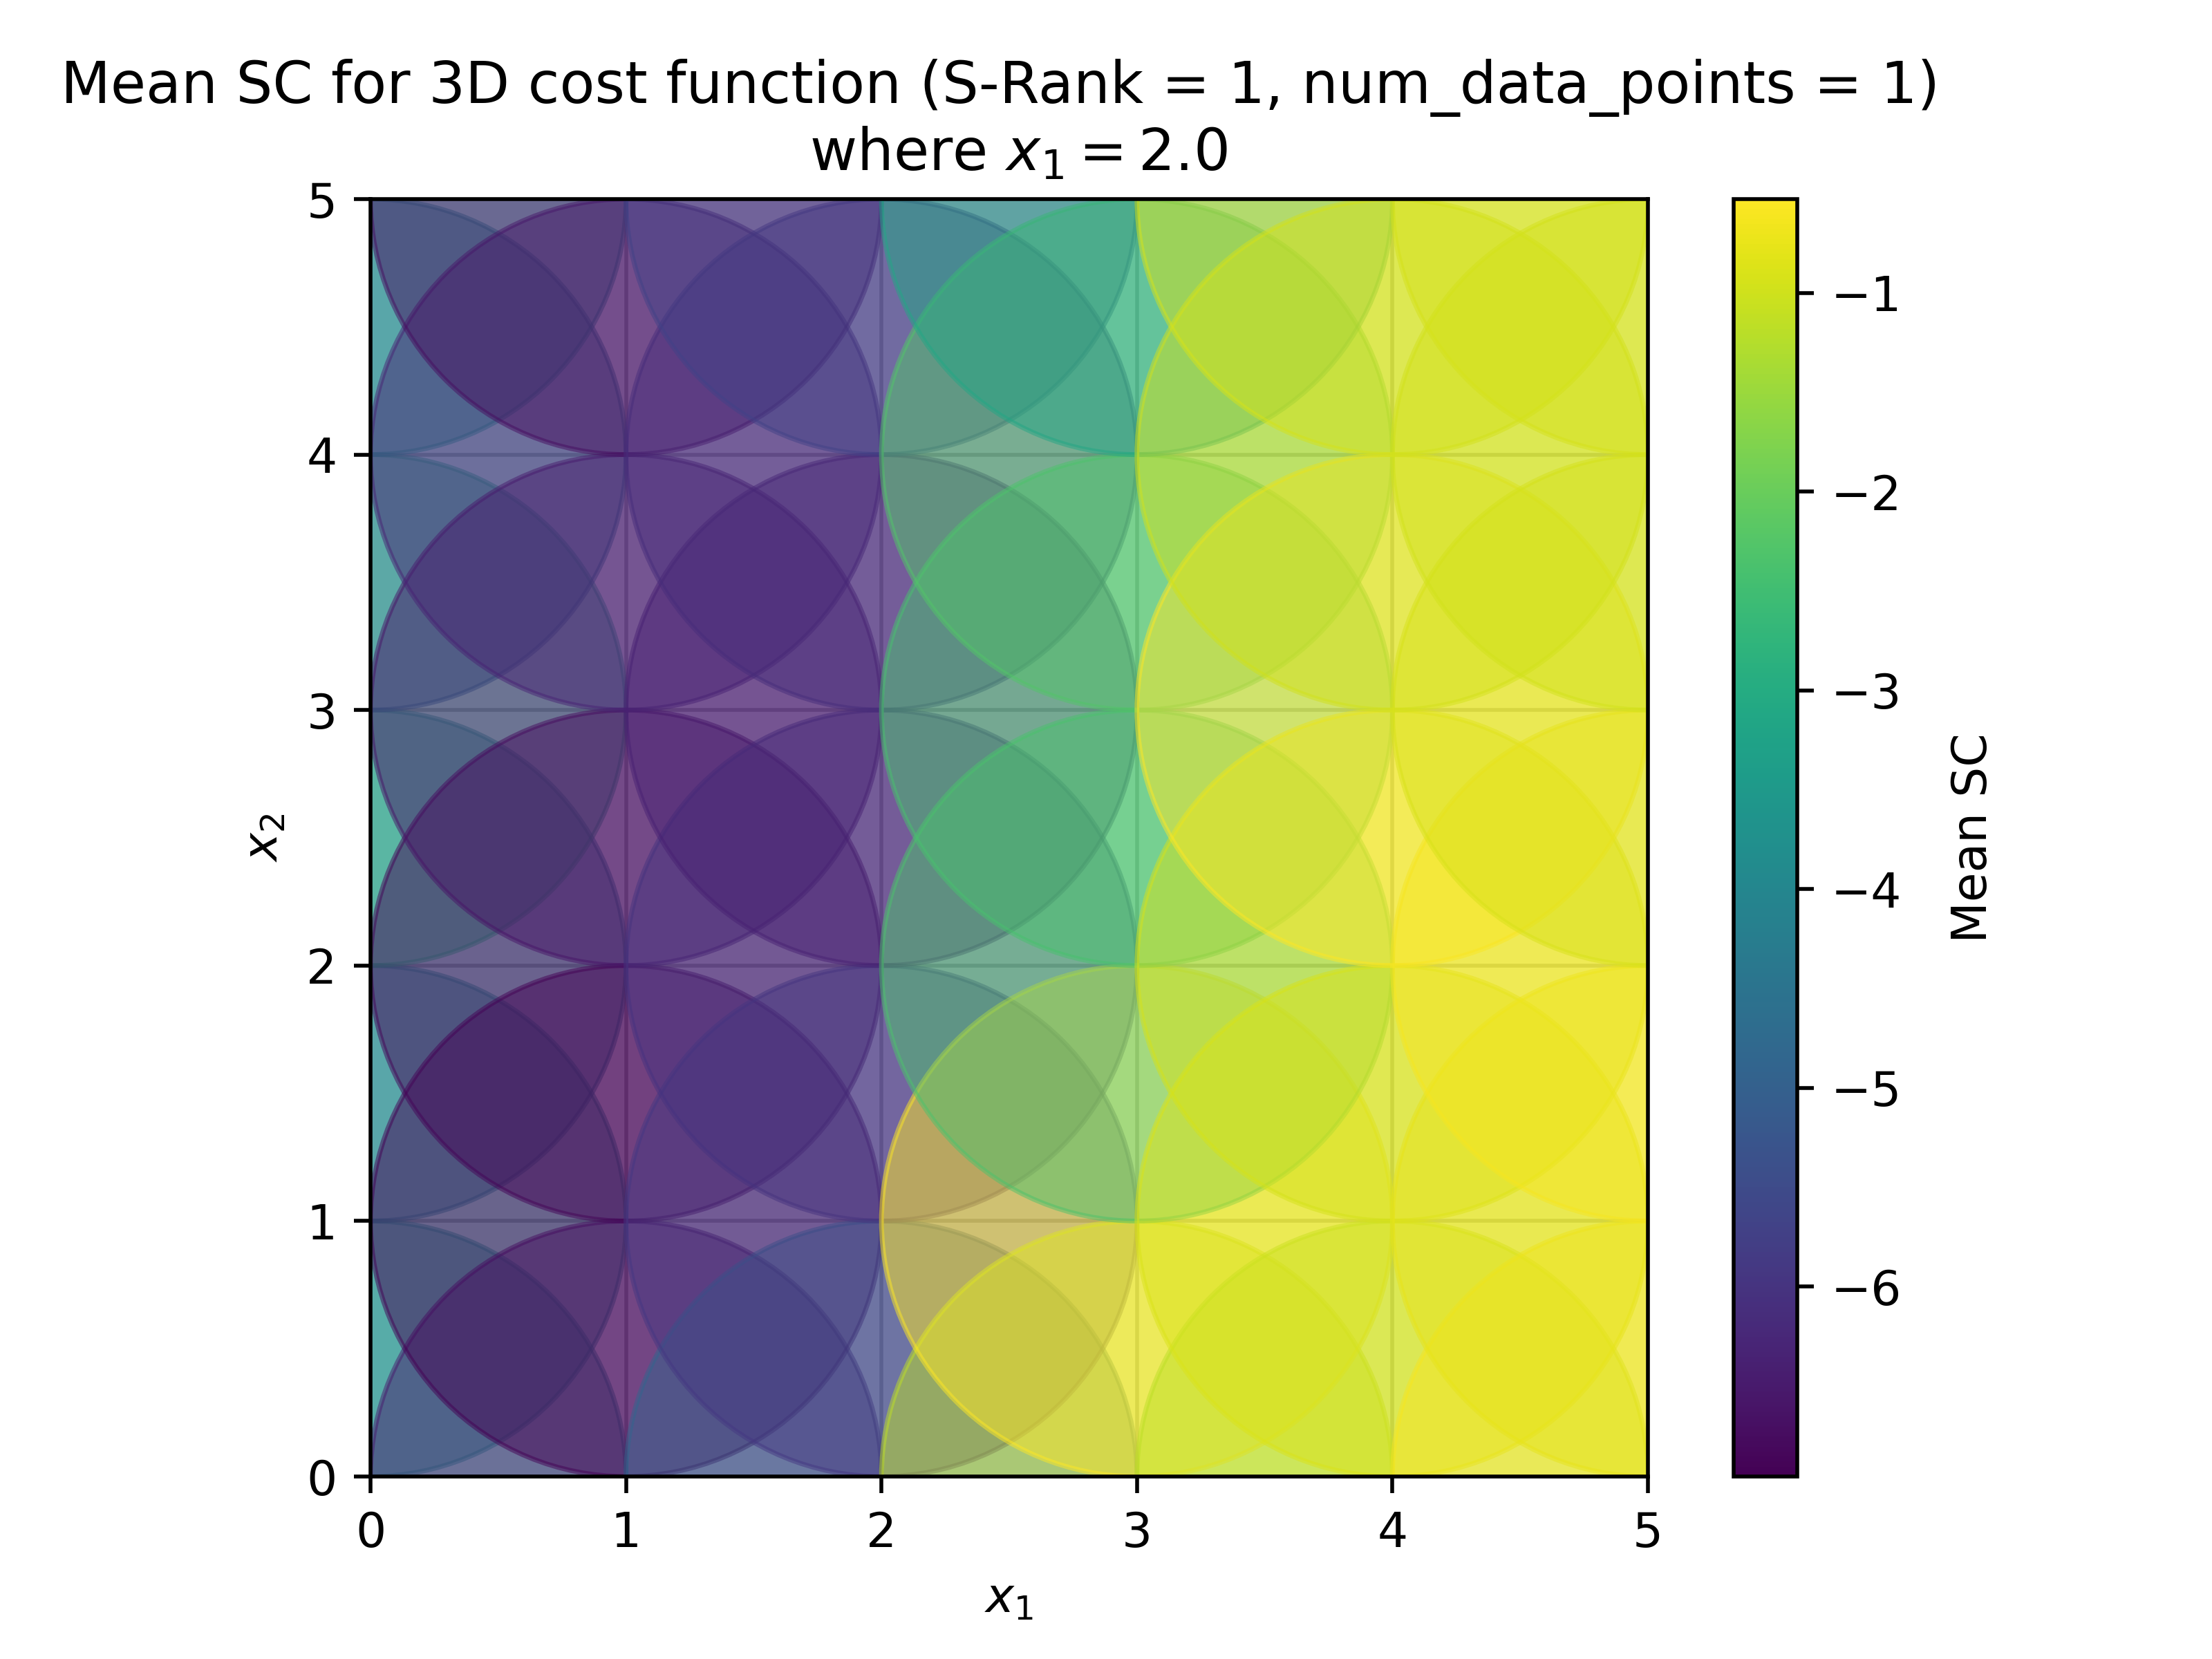 Mean SC for 3D cost function (S-Rank = 1, num_data_points = 1)
where x₁ = 2.0
5
4
3
2
1
0
x₂
0 1 2 3 4 5
x₁
−1
−2
−3
−4
−5
−6
Mean SC